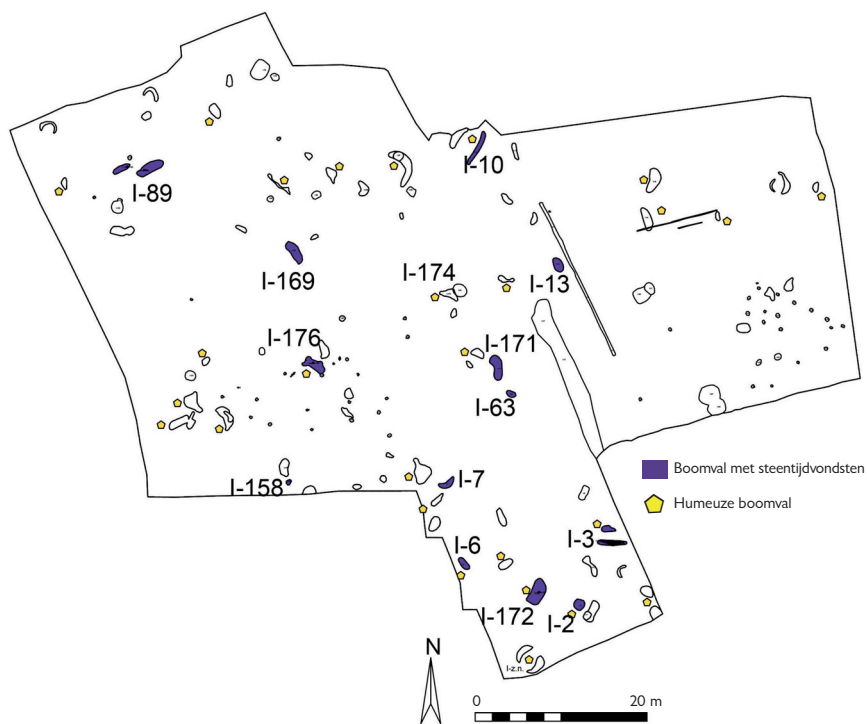 I-10
I-89
I-174
I-169
I-13
I-176
I-171
I-63
Boomval met steentijdvondsten
I-7
I-158
Humeuze boomval
I-3
I-6
I-172
I-2
I-z.n.
N
0
20 m